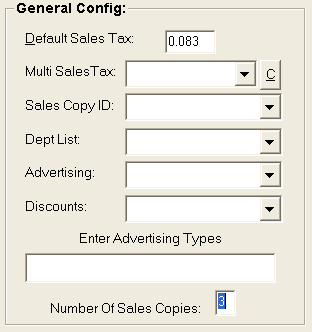 General Config:
Default Sales Tax: 0.083
Multi SalesTax: C
Sales Copy ID:
Dept List:
Advertising:
Discounts:
Enter Advertising Types
Number Of Sales Copies: 3